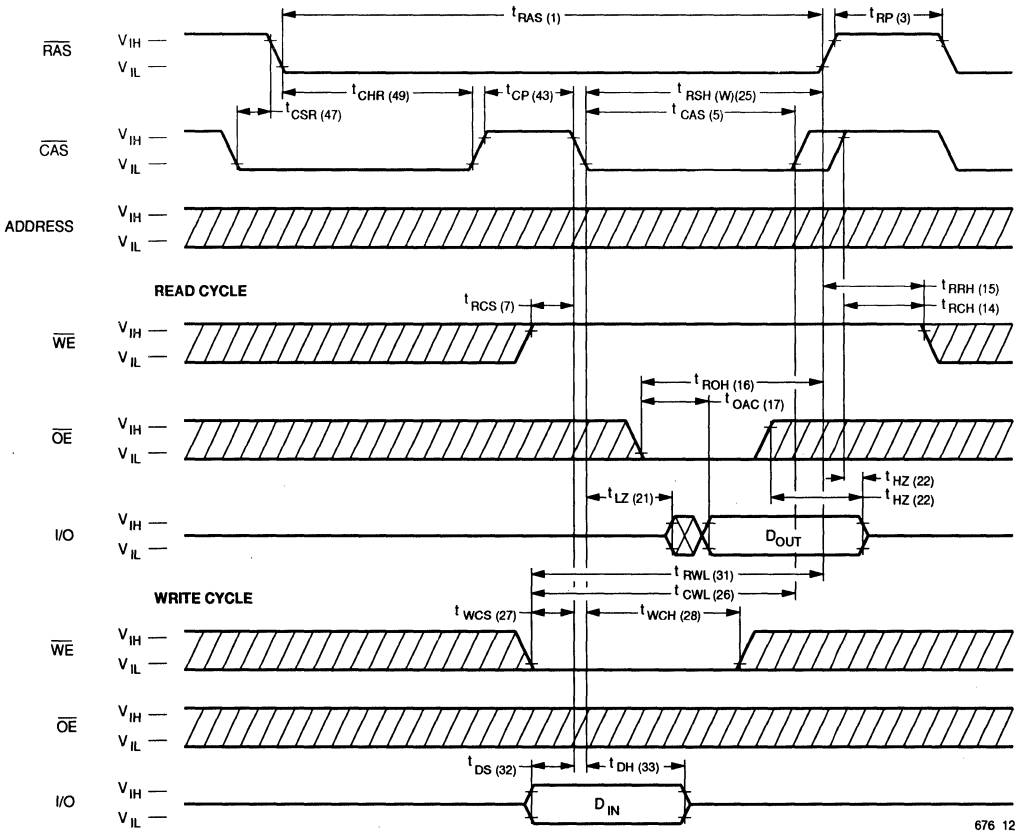 t RAS (1)
t RP (3)
RAS
V IH
V IL
t CHR (49)
t CP (43)
t RSH (W)(25)
t CSR (47)
t CAS (5)
CAS
V IH
V IL
ADDRESS
V IH
V IL
READ CYCLE
t RCS (7)
t RRH (15)
t RCH (14)
WE
V IH
V IL
t ROH (16)
t OAC (17)
OE
V IH
V IL
t HZ (22)
t LZ (21)
t HZ (22)
I/O
V IH
V IL
D OUT
t RWL (31)
WRITE CYCLE
t CWL (26)
t WCS (27)
t WCH (28)
WE
V IH
V IL
OE
V IH
V IL
t DS (32)
t DH (33)
I/O
V IH
V IL
D IN
676 12